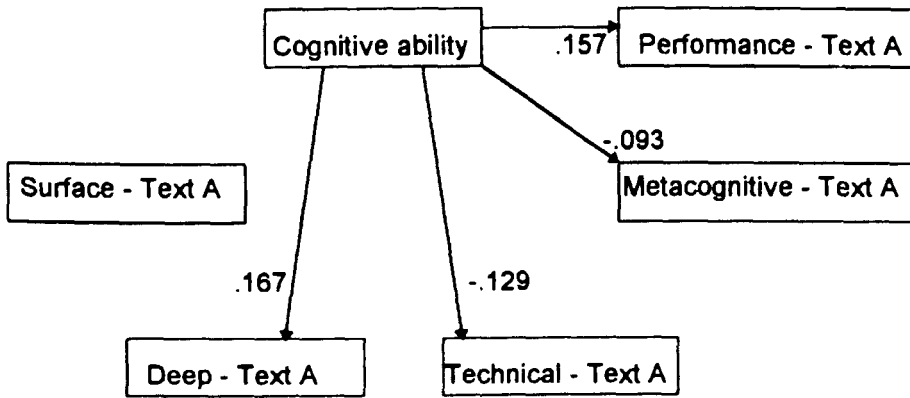 Cognitive ability
.157
Performance - Text A
-.093
Surface - Text A
Metacognitive - Text A
.167
-.129
Deep - Text A
Technical - Text A